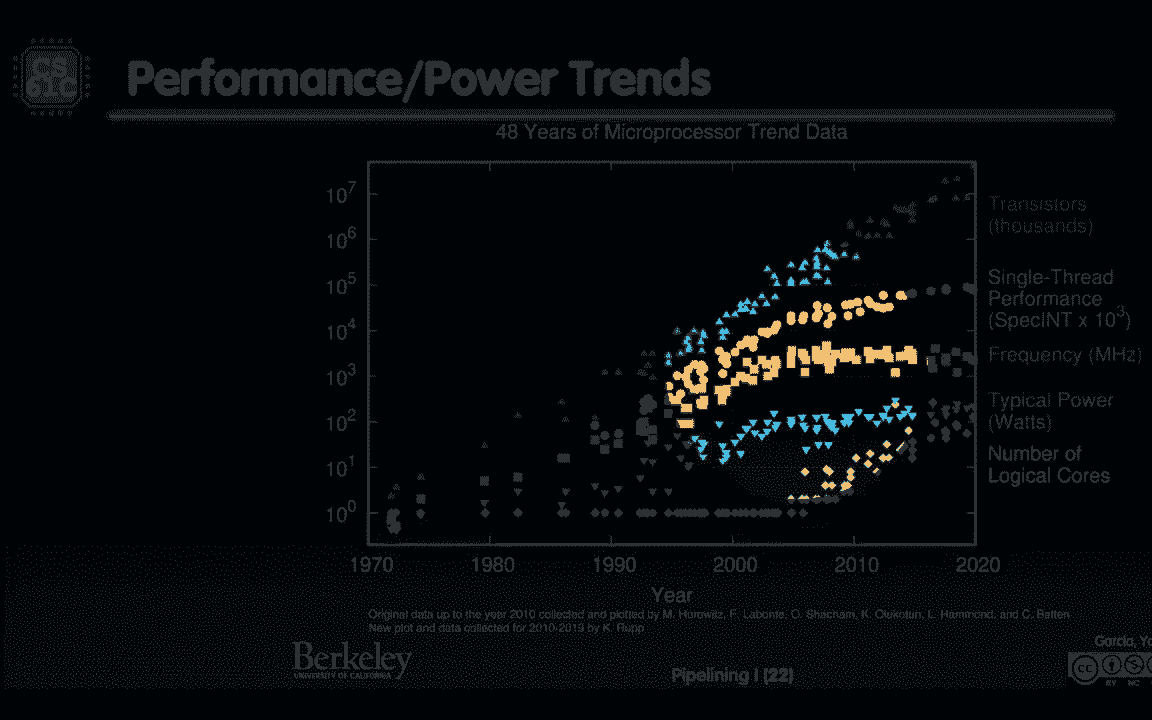 CS
61C
Performance/Power Trends
48 Years of Microprocessor Trend Data
10^7
10^6
10^5
10^4
10^3
10^2
10^1
10^0
Transistors
(thousands)
Single-Thread
Performance
(SpecINT x 10^3)
Frequency (MHz)
Typical Power
(Watts)
Number of
Logical Cores
1970 1980 1990 2000 2010 2020
Year
Original data up to the year 2010 collected and plotted by M. Horowitz, F. Labonte, O. Shacham, K. Olukotun, L. Hammond, and C. Batten
New plot and data collected for 2010-2019 by K. Rupp
Berkeley
UNIVERSITY OF CALIFORNIA
Pipelining I (22)
Garcia,
cc
BY NC